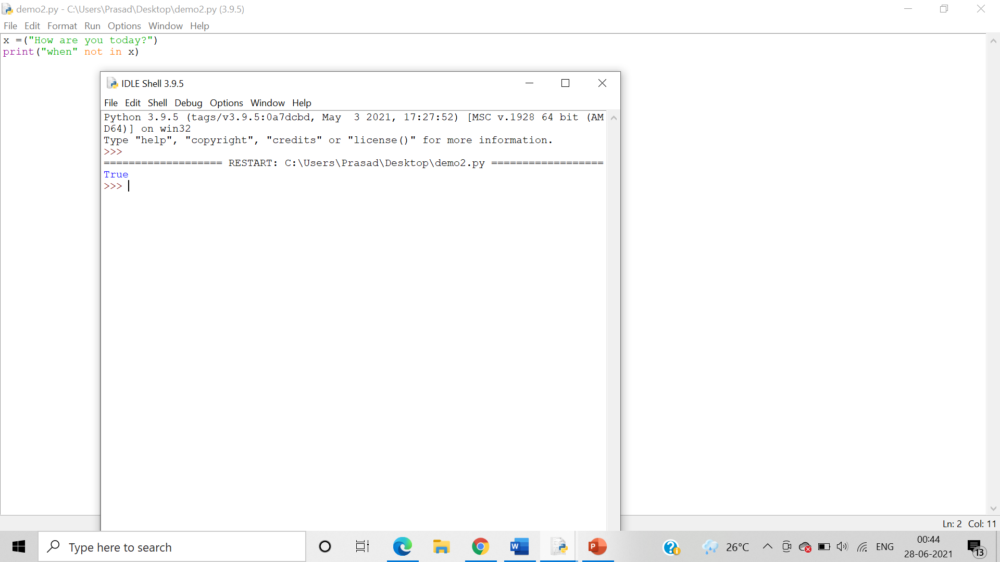 demo2.py - C:\Users\Prasad\Desktop\demo2.py (3.9.5)
File Edit Format Run Options Window Help
x =("How are you today?")
print("when" not in x)
IDLE Shell 3.9.5
File Edit Shell Debug Options Window Help
Python 3.9.5 (tags/v3.9.5:0a7dcbd, May  3 2021, 17:27:52) [MSC v.1928 64 bit (AM
D64)] on win32
Type "help", "copyright", "credits" or "license()" for more information.
>>>
=================== RESTART: C:\Users\Prasad\Desktop\demo2.py ==================
True
>>>
Ln: 2 Col: 11
Type here to search
26°C
ENG
00:44
28-06-2021
13